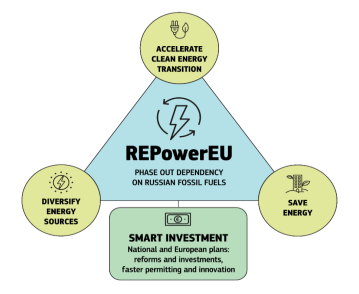 ACCELERATE
CLEAN ENERGY
TRANSITION
REPowerEU
PHASE OUT DEPENDENCY
ON RUSSIAN FOSSIL FUELS
DIVERSIFY
ENERGY
SOURCES
SAVE
ENERGY
€
SMART INVESTMENT
National and European plans:
reforms and investments,
faster permitting and innovation